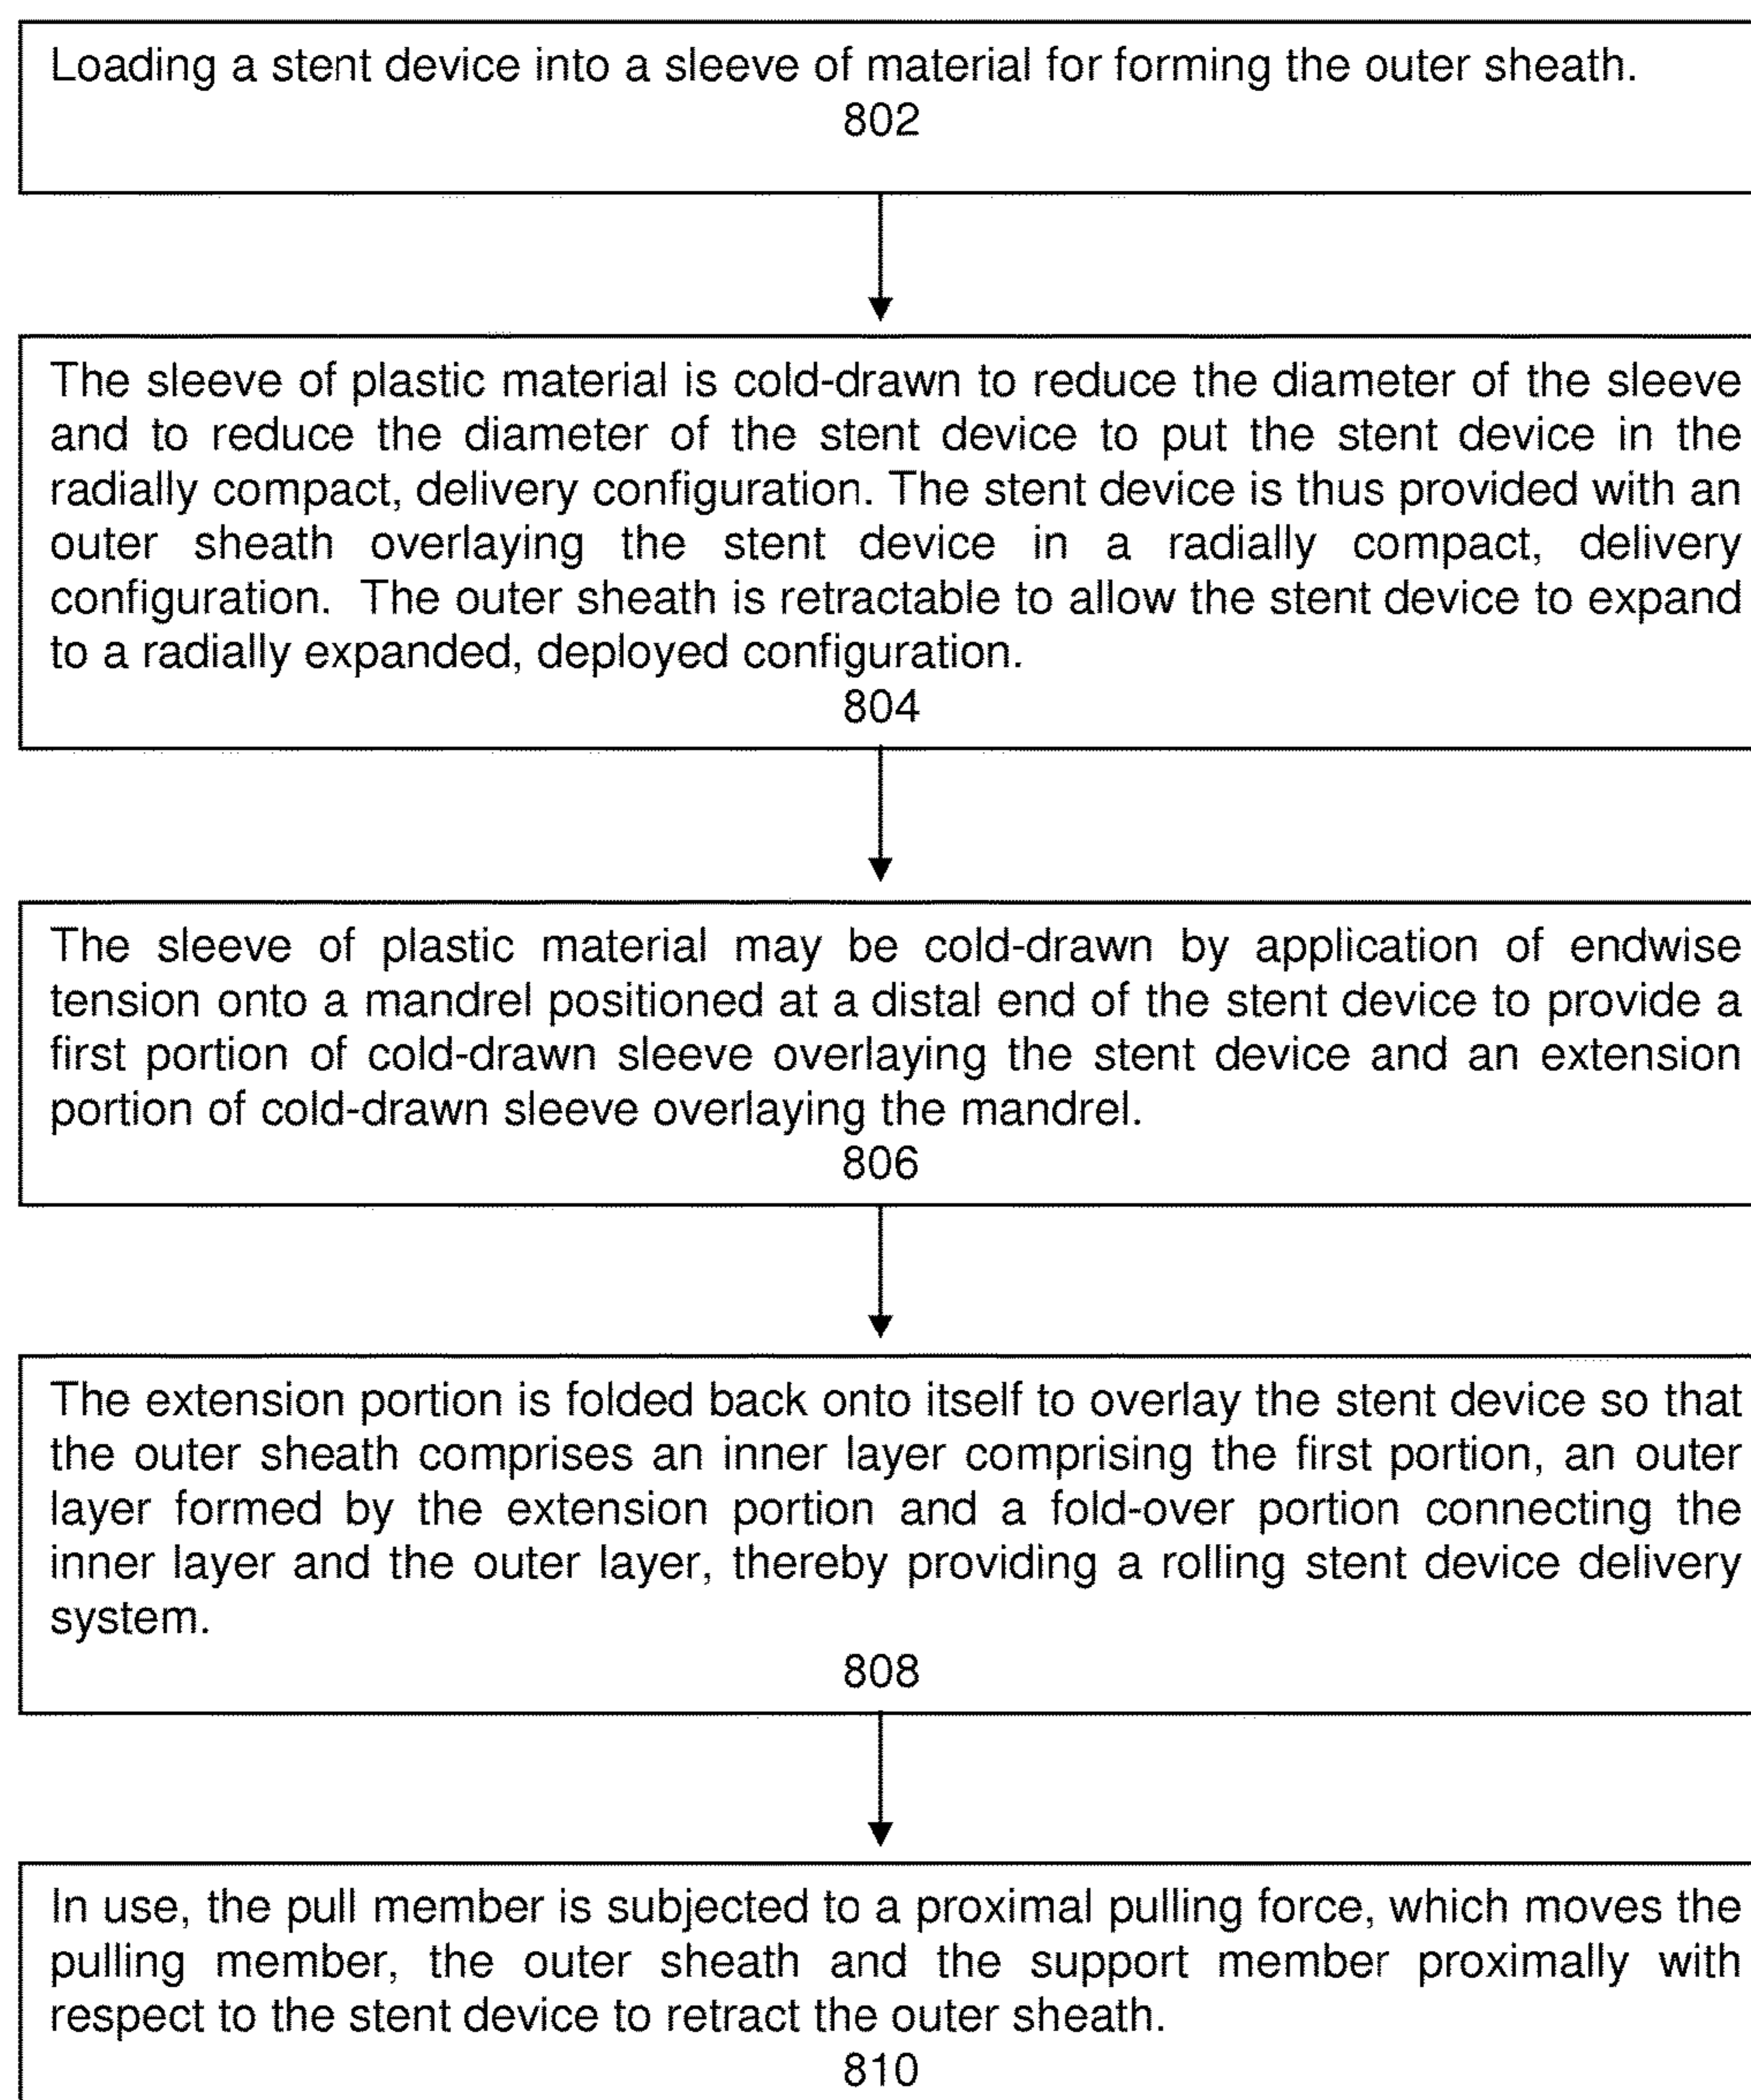 Loading a stent device into a sleeve of material for forming the outer sheath.
802
The sleeve of plastic material is cold-drawn to reduce the diameter of the sleeve
and to reduce the diameter of the stent device to put the stent device in the
radially compact, delivery configuration. The stent device is thus provided with an
outer sheath overlaying the stent device in a radially compact, delivery
configuration. The outer sheath is retractable to allow the stent device to expand
to a radially expanded, deployed configuration.
804
The sleeve of plastic material may be cold-drawn by application of endwise
tension onto a mandrel positioned at a distal end of the stent device to provide a
first portion of cold-drawn sleeve overlaying the stent device and an extension
portion of cold-drawn sleeve overlaying the mandrel.
806
The extension portion is folded back onto itself to overlay the stent device so that
the outer sheath comprises an inner layer comprising the first portion, an outer
layer formed by the extension portion and a fold-over portion connecting the
inner layer and the outer layer, thereby providing a rolling stent device delivery
system.
808
In use, the pull member is subjected to a proximal pulling force, which moves the
pulling member, the outer sheath and the support member proximally with
respect to the stent device to retract the outer sheath.
810